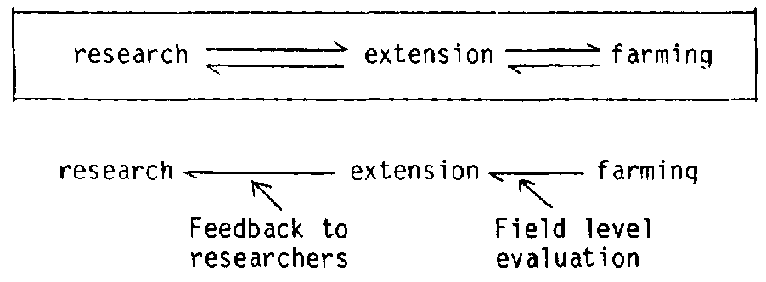 research extension farming
research extension farming
Feedback to Field level
researchers evaluation